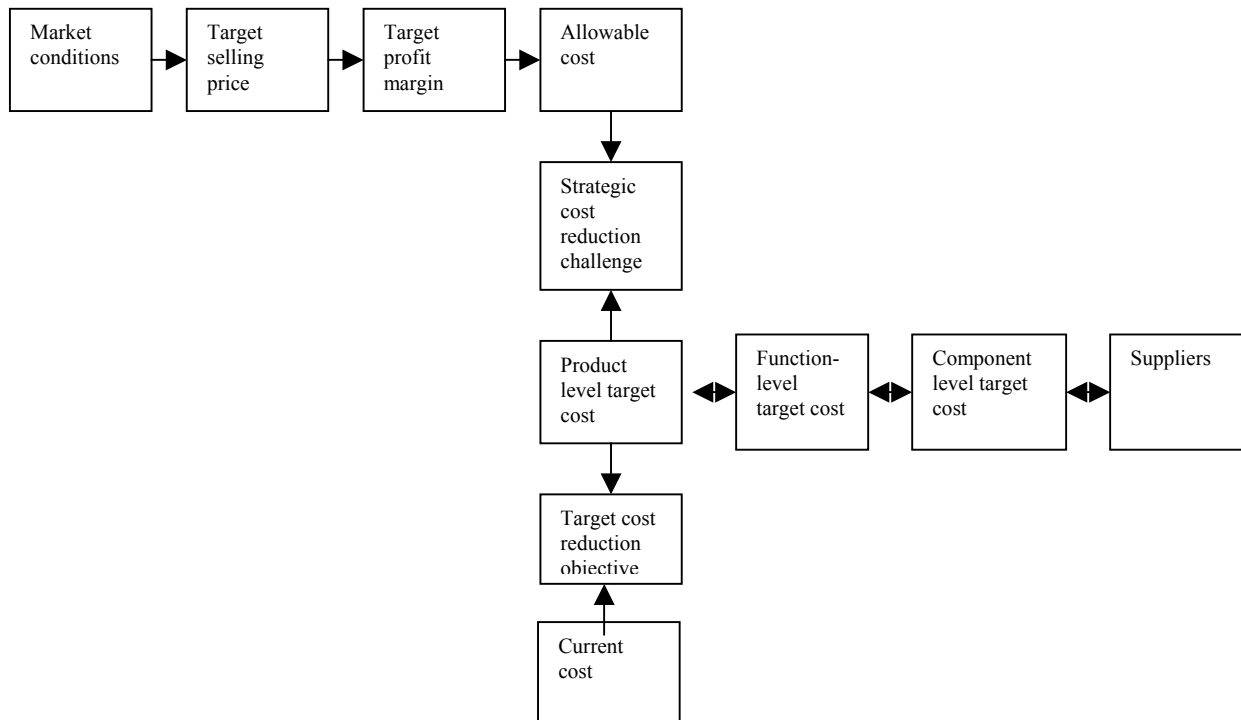 Market
conditions
Target
selling
price
Target
profit
margin
Allowable
cost
Strategic
cost
reduction
challenge
Product
level target
cost
Function-
level
target cost
Component
level target
cost
Suppliers
Target cost
reduction
objective
Current
cost